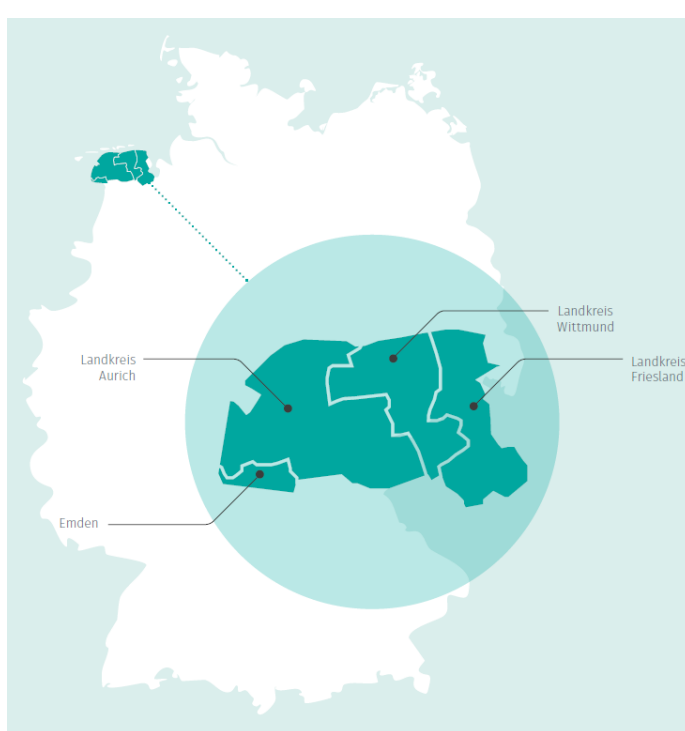 Landkreis
Wittmund
Landkreis
Aurich
Landkreis
Friesland
Emden